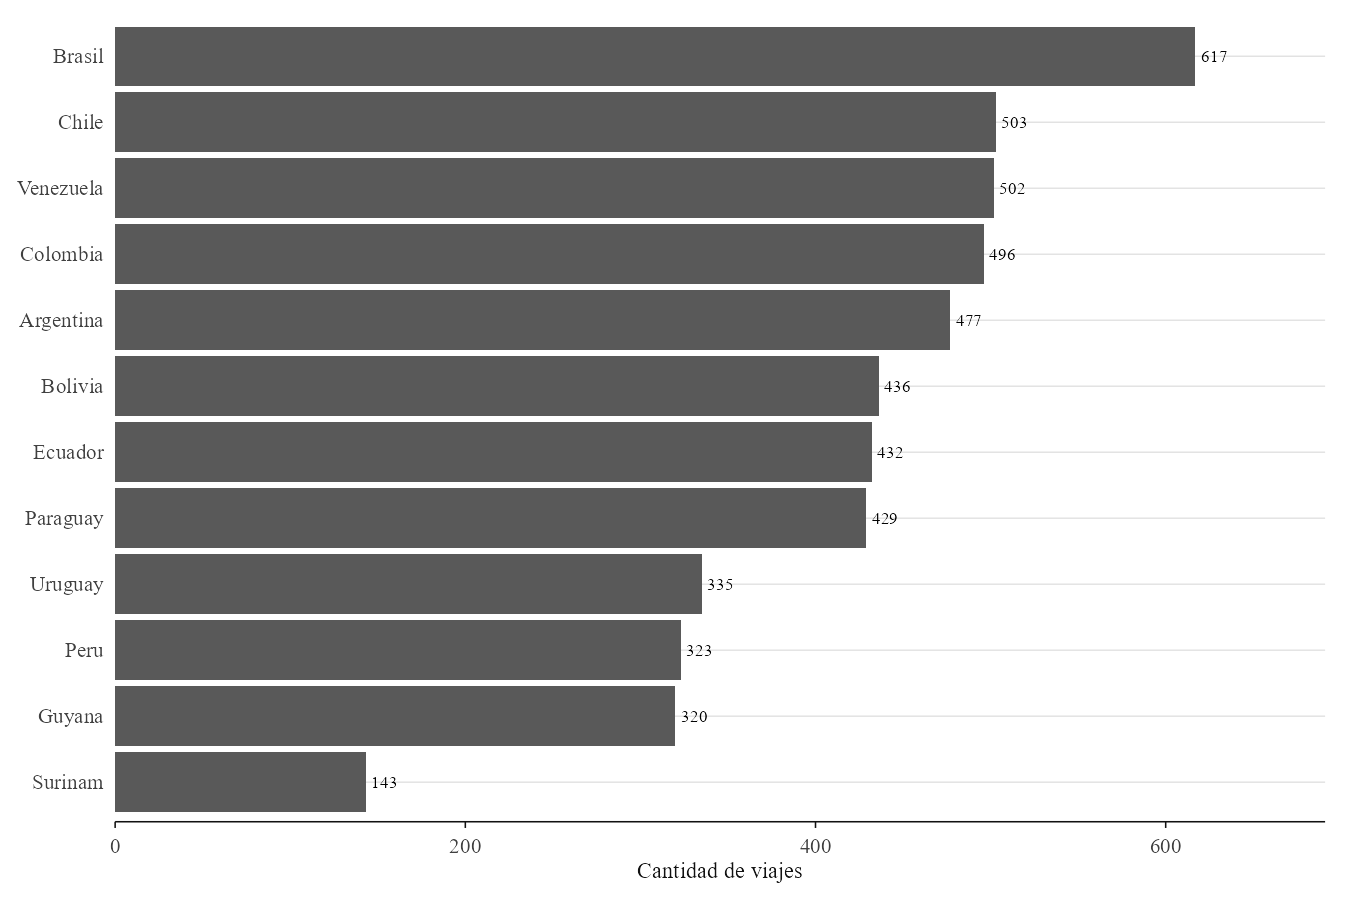 Brasil 617
Chile 503
Venezuela 502
Colombia 496
Argentina 477
Bolivia 436
Ecuador 432
Paraguay 429
Uruguay 335
Peru 323
Guyana 320
Surinam 143
0 200 400 600
Cantidad de viajes